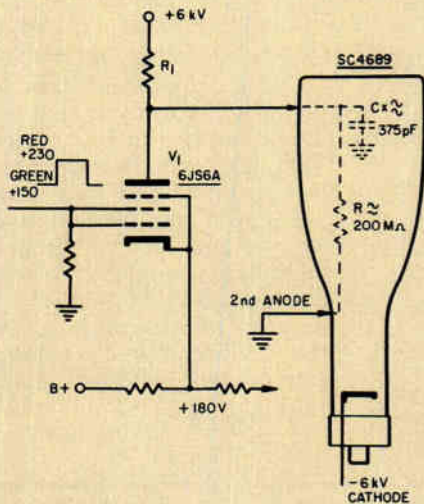 +6 kV
R1
SC4689
Cx ≈
375pF
RED
+230
GREEN
+150
V1
6JS6A
R ≈
200 MΩ
2nd ANODE
B+
+180V
-6 kV
CATHODE